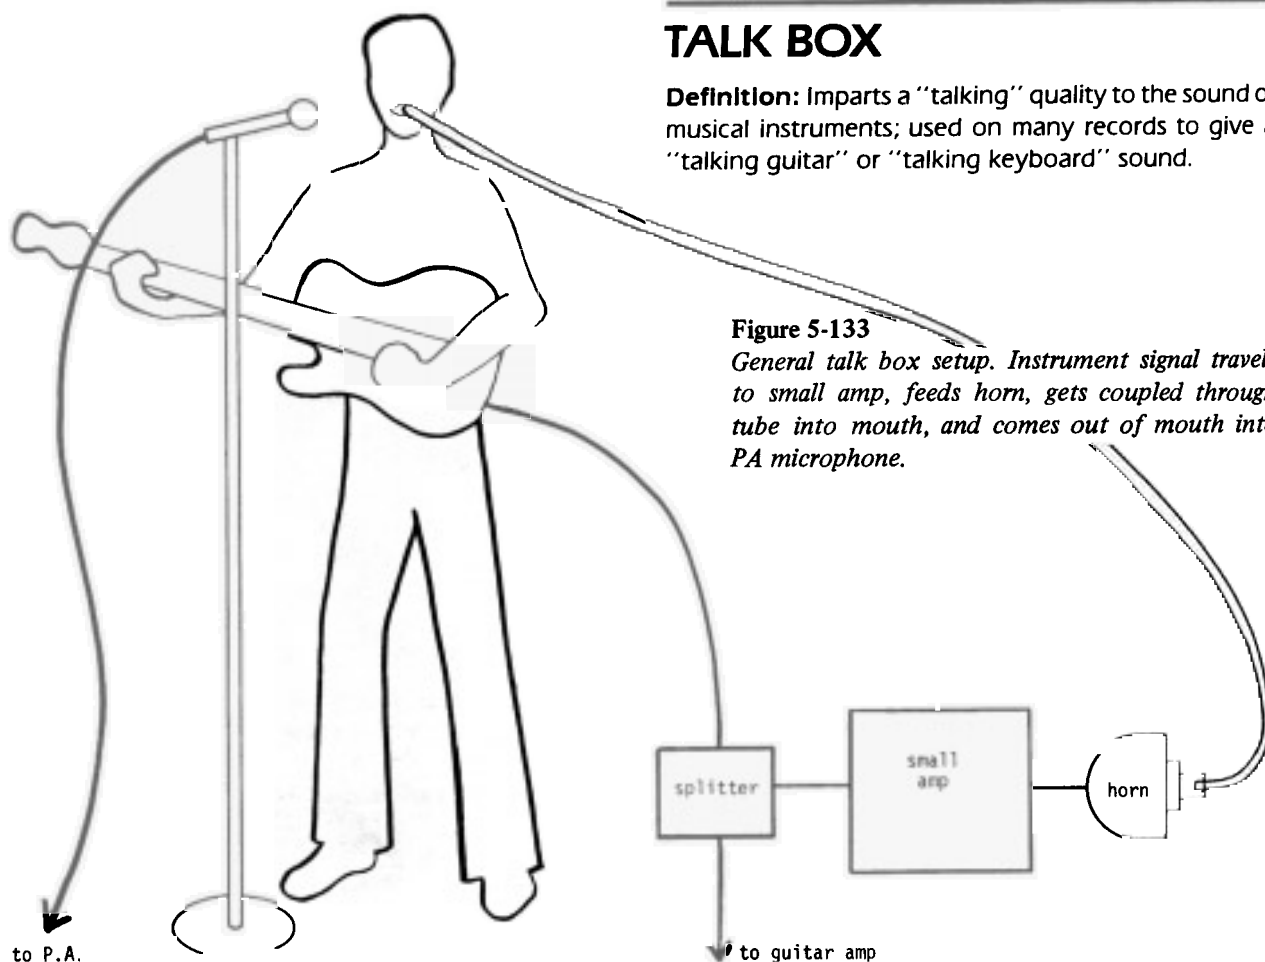 TALK BOX
Definition: Imparts a "talking" quality to the sound o
musical instruments; used on many records to give a
"talking guitar" or "talking keyboard" sound.
Figure 5-133
General talk box setup. Instrument signal travel
to small amp, feeds horn, gets coupled throug
tube into mouth, and comes out of mouth int
PA microphone.
small
amp
splitter
horn
to P.A.
to guitar amp